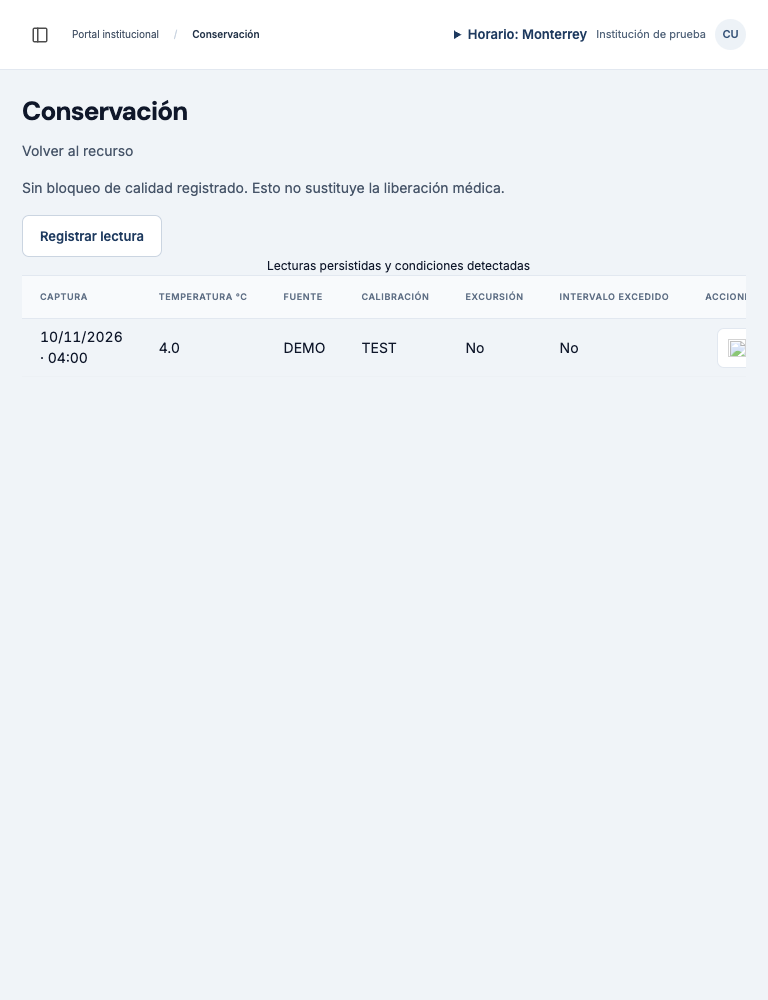 Portal institucional / Conservación
Horario: Monterrey Institución de prueba CU
Conservación
Volver al recurso
Sin bloqueo de calidad registrado. Esto no sustituye la liberación médica.
Registrar lectura
Lecturas persistidas y condiciones detectadas
CAPTURA TEMPERATURA °C FUENTE CALIBRACIÓN EXCURSIÓN INTERVALO EXCEDIDO
10/11/2026 4.0 DEMO TEST No No
· 04:00